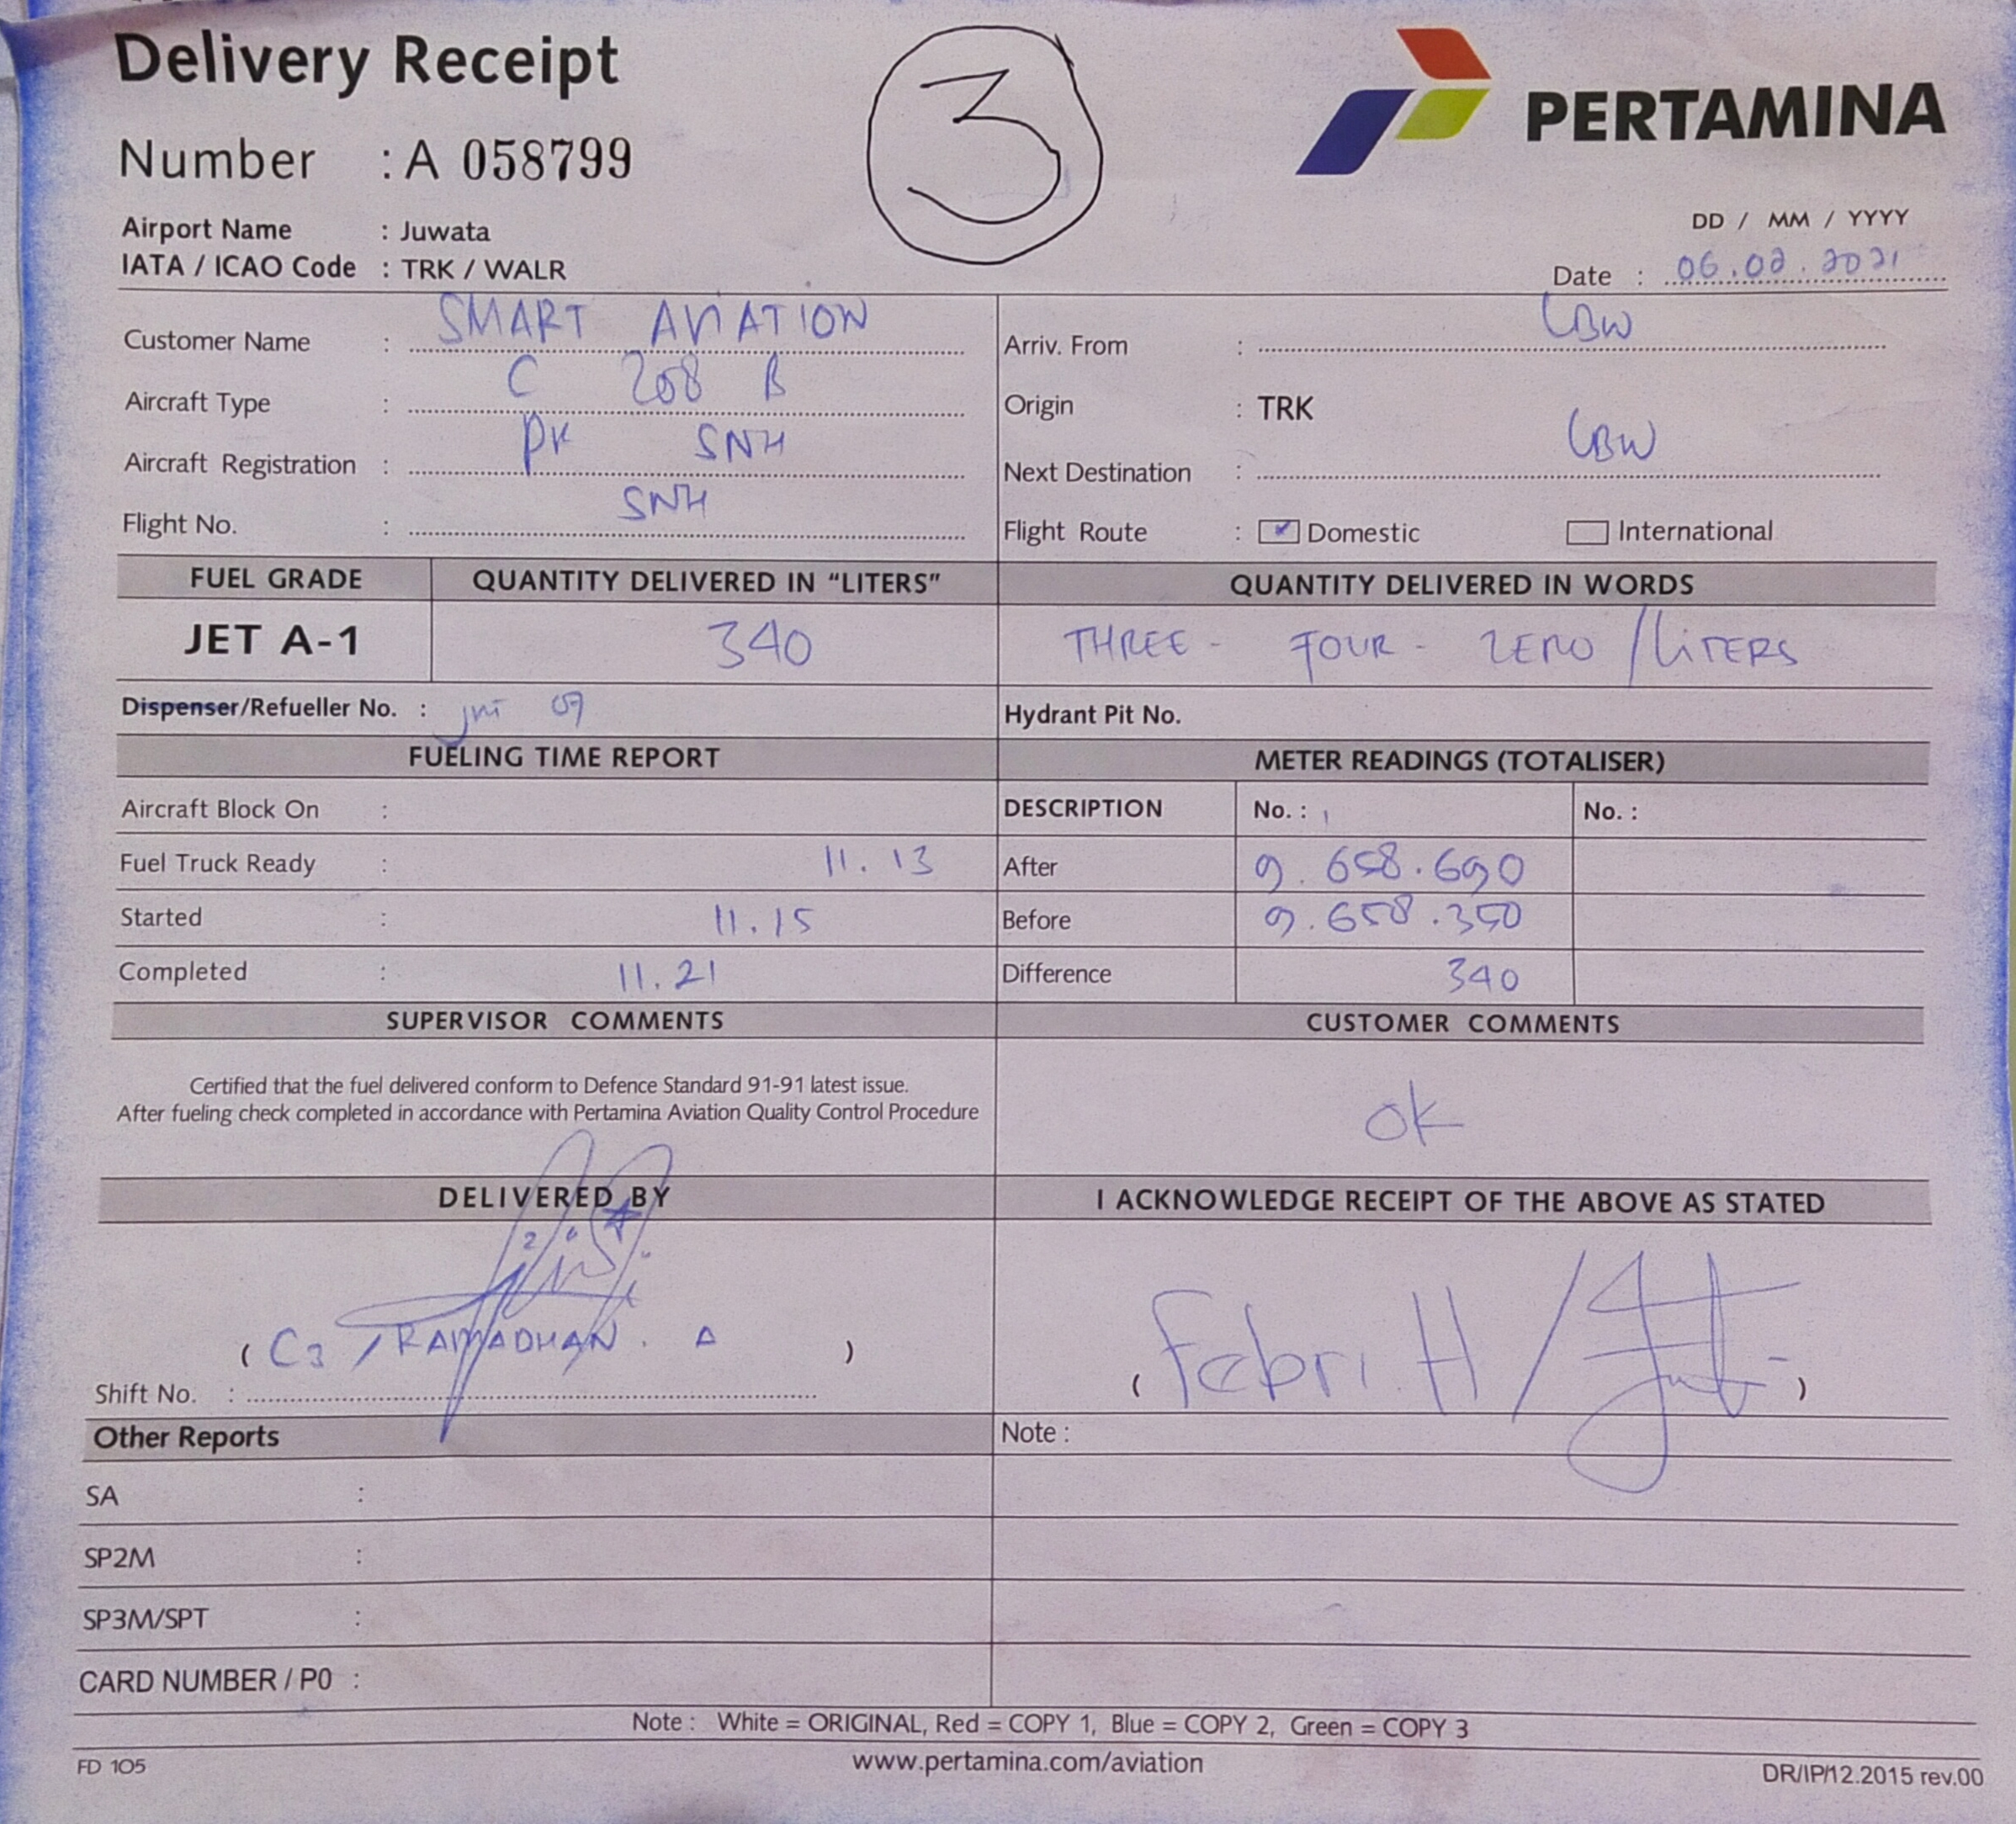 Delivery Receipt
3
PERTAMINA
Number : A 058799
Airport Name : Juwata
IATA / ICAO Code : TRK / WALR
DD / MM / YYYY
Date : 06.02.2021
Customer Name : SMART AVIATION
Arriv. From : LBW
Aircraft Type : C 208 B
Origin : TRK
Aircraft Registration : PK SNH
Next Destination : LBW
Flight No. : SNH
Flight Route : Domestic International
FUEL GRADE QUANTITY DELIVERED IN "LITERS" QUANTITY DELIVERED IN WORDS
JET A-1 340 THREE - FOUR - ZERO / LITERS
Dispenser/Refueller No. : 07
Hydrant Pit No.
FUELING TIME REPORT METER READINGS (TOTALISER)
Aircraft Block On :
DESCRIPTION No. : 1 No. :
Fuel Truck Ready : 11.13
After 9.658.690
Started : 11.15
Before 9.658.350
Completed : 11.21
Difference 340
SUPERVISOR COMMENTS CUSTOMER COMMENTS
Certified that the fuel delivered conform to Defence Standard 91-91 latest issue.
After fueling check completed in accordance with Pertamina Aviation Quality Control Procedure
OK
DELIVERED BY I ACKNOWLEDGE RECEIPT OF THE ABOVE AS STATED
( C3 / RAMADHAN . A )
( Febri.H / )
Shift No. :
Other Reports Note :
SA :
SP2M :
SP3M/SPT :
CARD NUMBER / P0 :
Note : White = ORIGINAL, Red = COPY 1, Blue = COPY 2, Green = COPY 3
FD 105 www.pertamina.com/aviation DR/IP/12.2015 rev.00